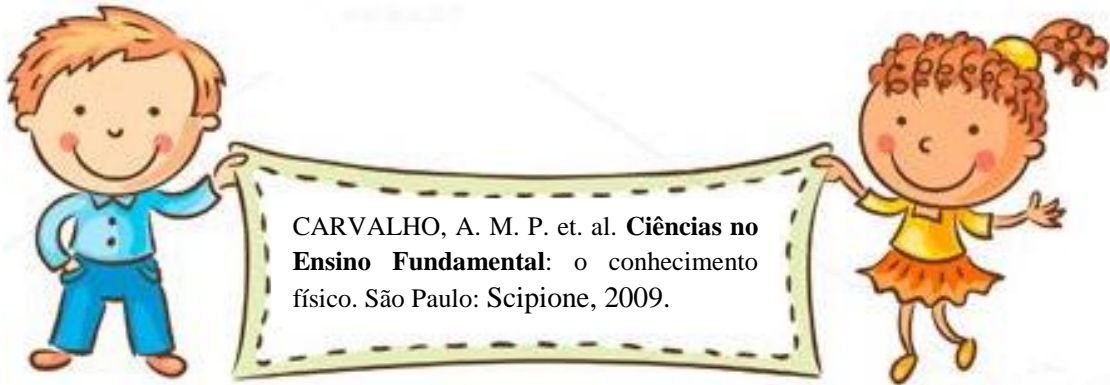 CARVALHO, A. M. P. et. al. Ciências no
Ensino Fundamental: o conhecimento
físico. São Paulo: Scipione, 2009.